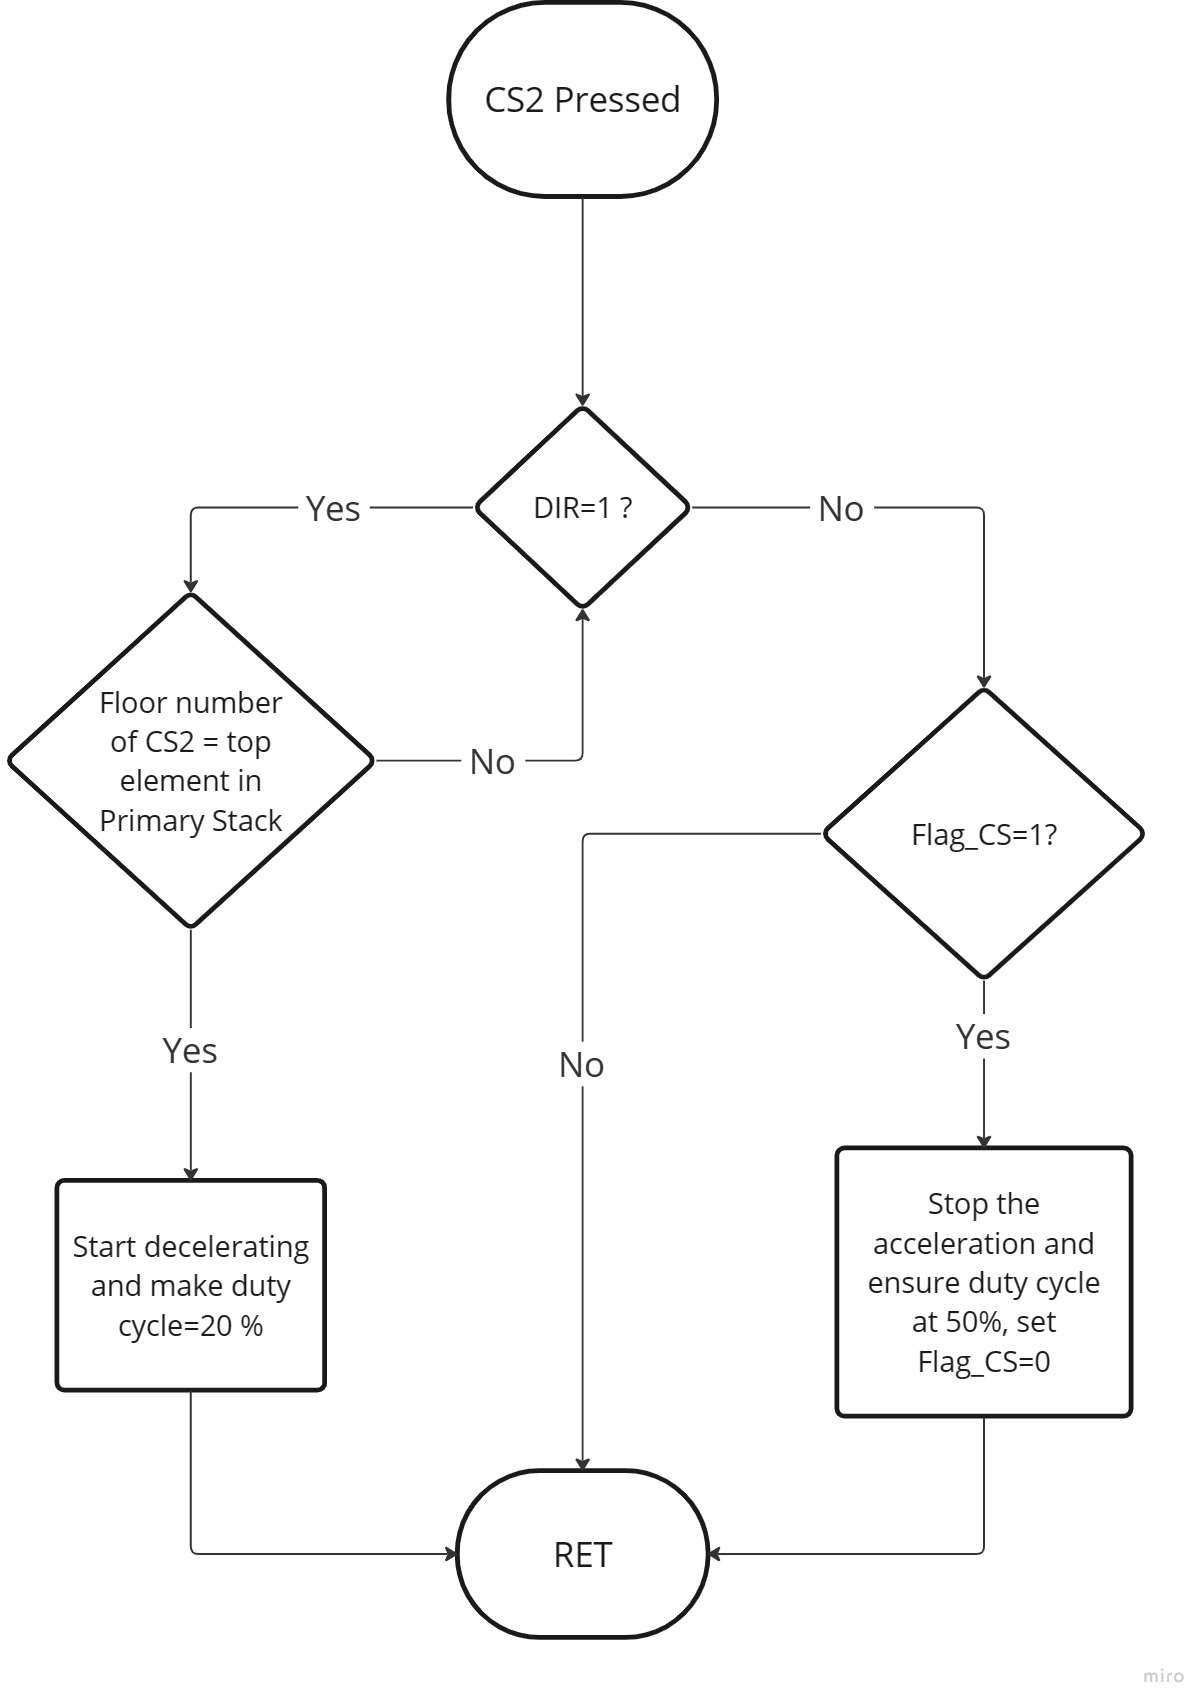 CS2 Pressed
DIR=1 ?
Yes
No
Floor number
of CS2 = top
element in
Primary Stack
No
Flag_CS=1?
Yes
No
Yes
Start decelerating
and make duty
cycle=20 %
Stop the
acceleration and
ensure duty cycle
at 50%, set
Flag_CS=0
RET
miro